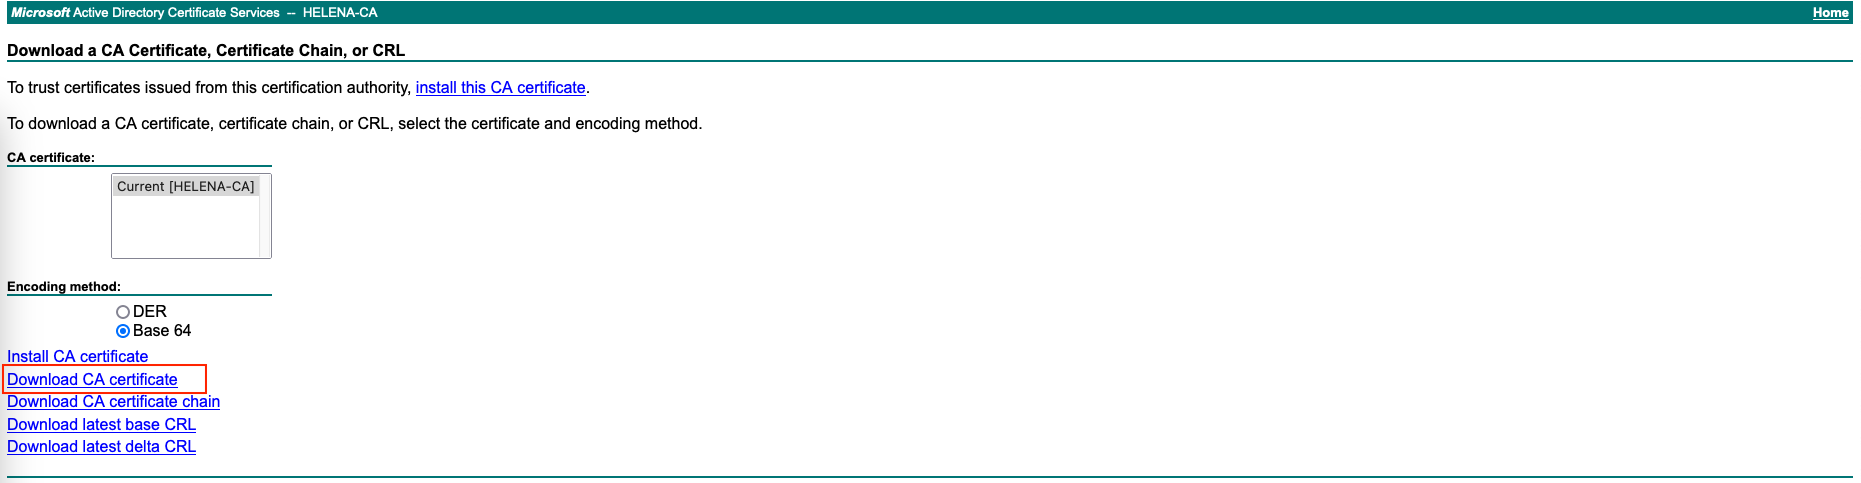 Microsoft Active Directory Certificate Services -- HELENA-CA Home
Download a CA Certificate, Certificate Chain, or CRL
To trust certificates issued from this certification authority, install this CA certificate.
To download a CA certificate, certificate chain, or CRL, select the certificate and encoding method.
CA certificate:
Current [HELENA-CA]
Encoding method:
DER
Base 64
Install CA certificate
Download CA certificate
Download CA certificate chain
Download latest base CRL
Download latest delta CRL